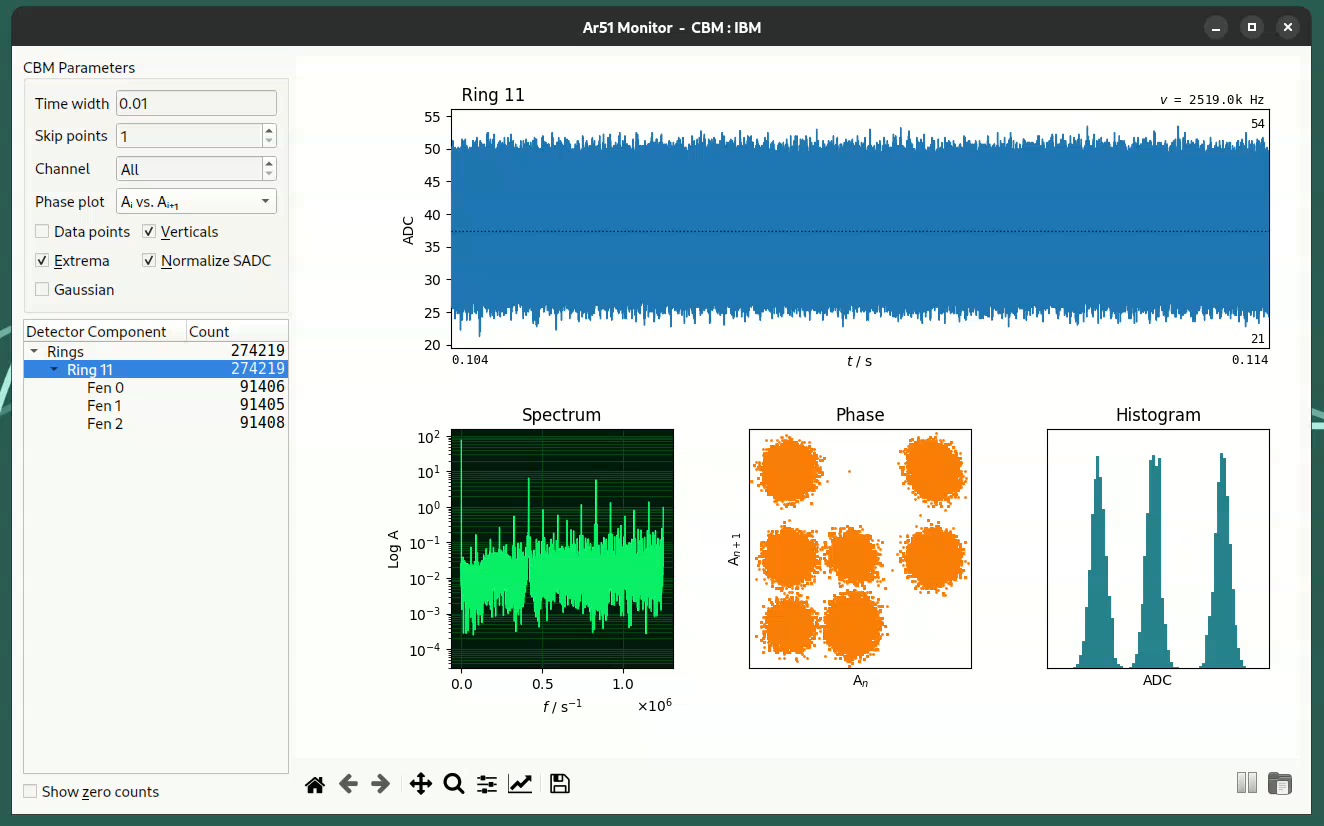 Ar51 Monitor - CBM : IBM
CBM Parameters
Time width 0.01
Skip points 1
Channel All
Phase plot Aᵢ vs. Aᵢ₊₁
Data points Verticals
Extrema Normalize SADC
Gaussian
Detector Component Count
Rings 274219
Ring 11 274219
Fen 0 91406
Fen 1 91405
Fen 2 91408
Show zero counts
Ring 11
v = 2519.0k Hz
55
50
45
40
35
30
25
20
ADC
54
21
0.104
t / s
0.114
Spectrum
10²
10¹
10⁰
10⁻¹
10⁻²
10⁻³
10⁻⁴
Log A
0.0 0.5 1.0
f / s⁻¹
×10⁶
Phase
Aₙ₊₁
Aₙ
Histogram
ADC